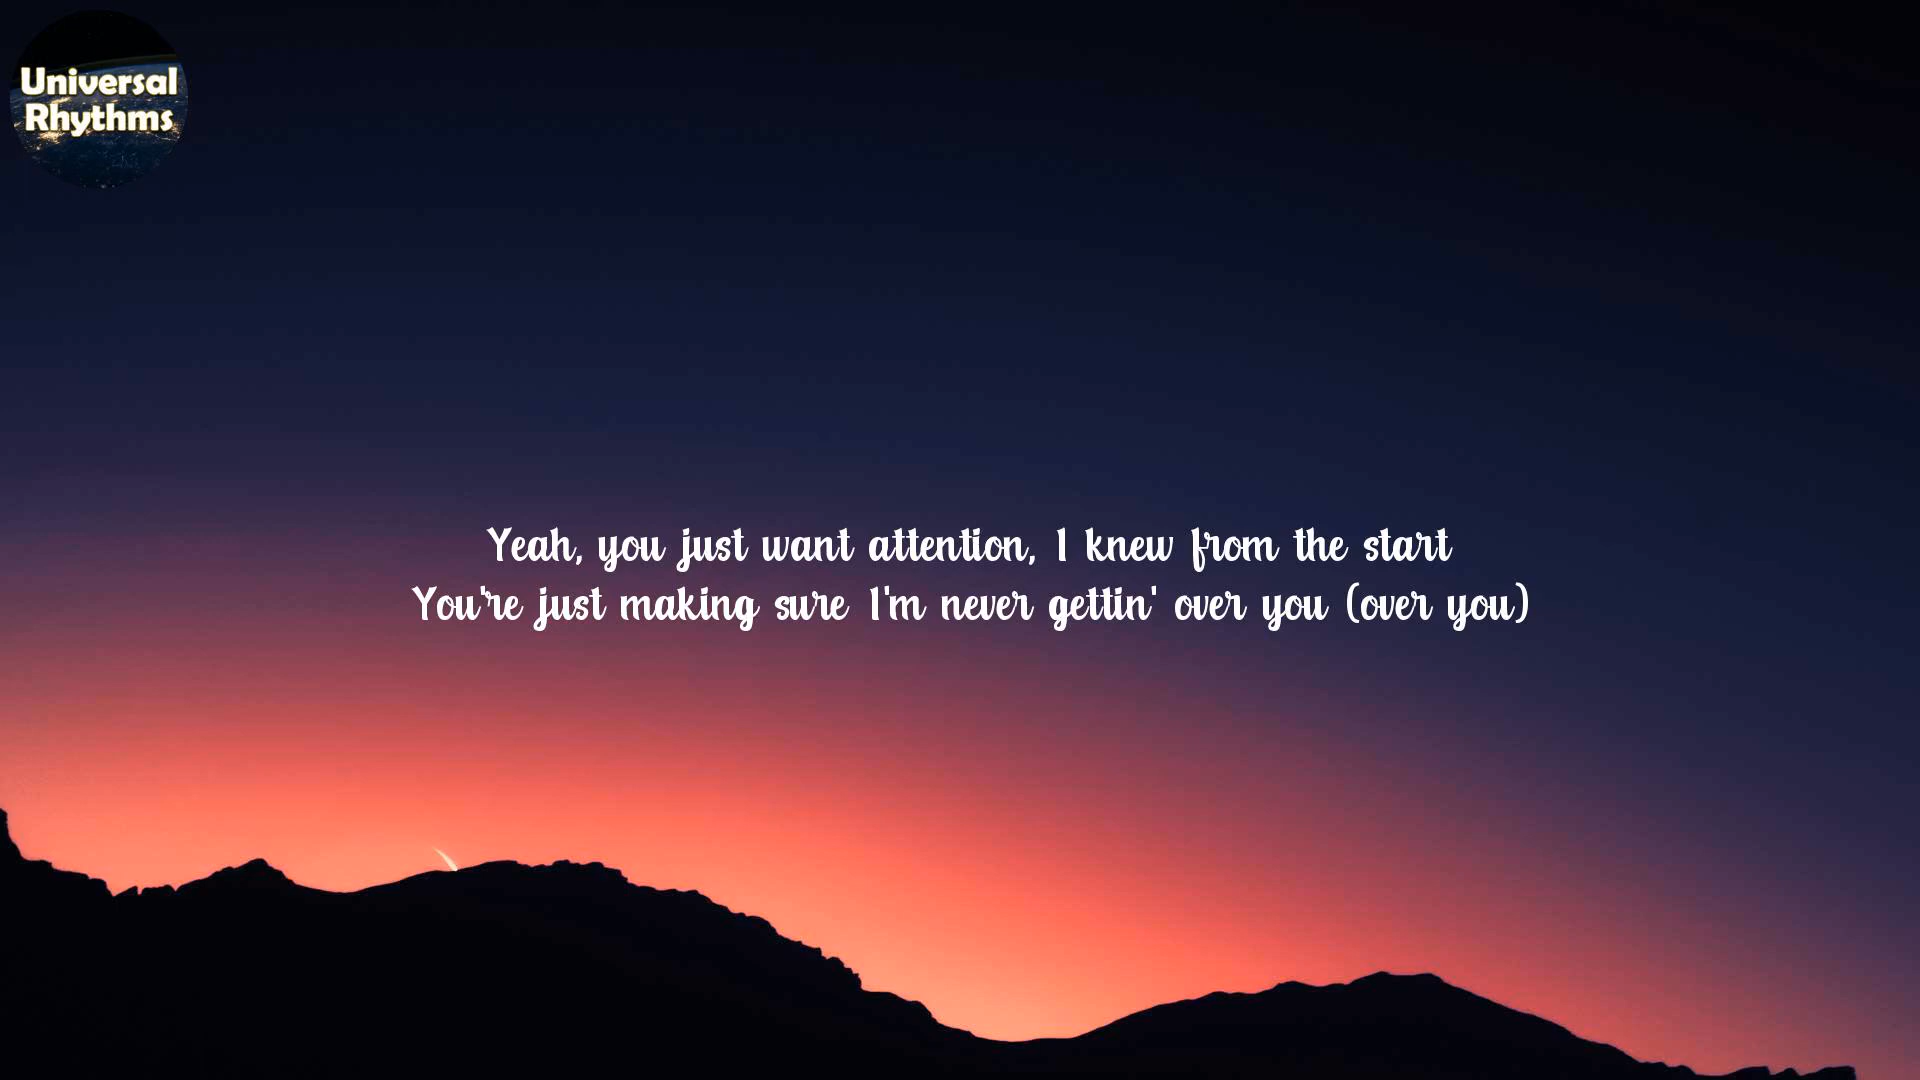 Universal
Rhythms
Yeah, you just want attention, I knew from the start
You're just making sure I'm never gettin' over you (over you)